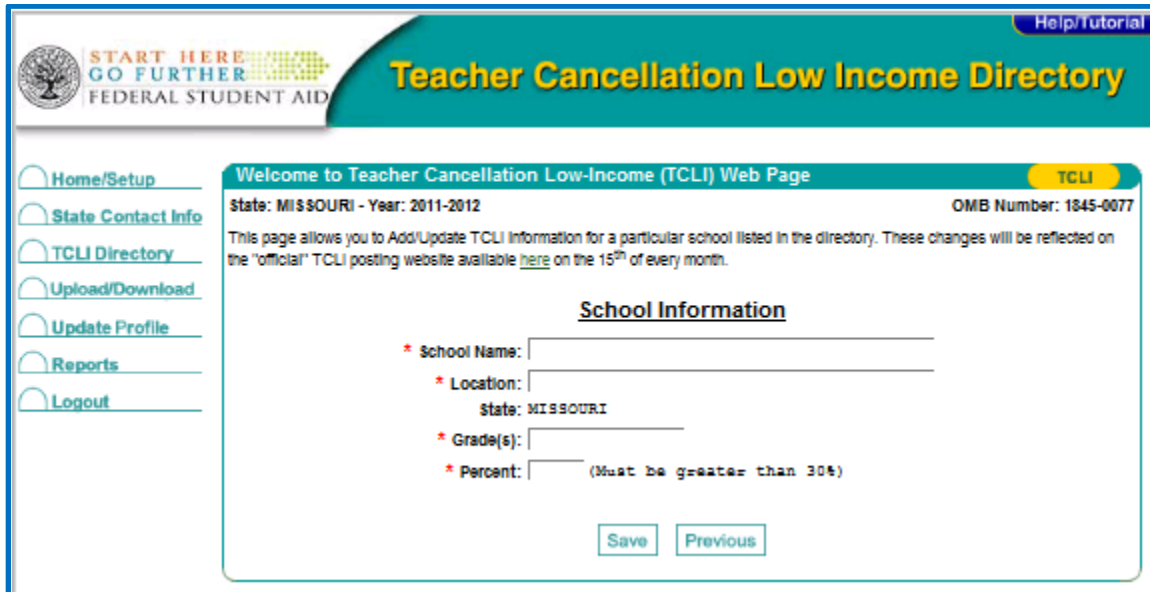 Help/Tutorial
START HERE
GO FURTHER
FEDERAL STUDENT AID
Teacher Cancellation Low Income Directory
Home/Setup
State Contact Info
TCLI Directory
Upload/Download
Update Profile
Reports
Logout
Welcome to Teacher Cancellation Low-Income (TCLI) Web Page
TCLI
State: MISSOURI - Year: 2011-2012
OMB Number: 1845-0077
This page allows you to Add/Update TCLI information for a particular school listed in the directory. These changes will be reflected on
the "official" TCLI posting website available here on the 15th of every month.
School Information
* School Name:
* Location:
State: MISSOURI
* Grade(s):
* Percent: (Must be greater than 30%)
Save Previous